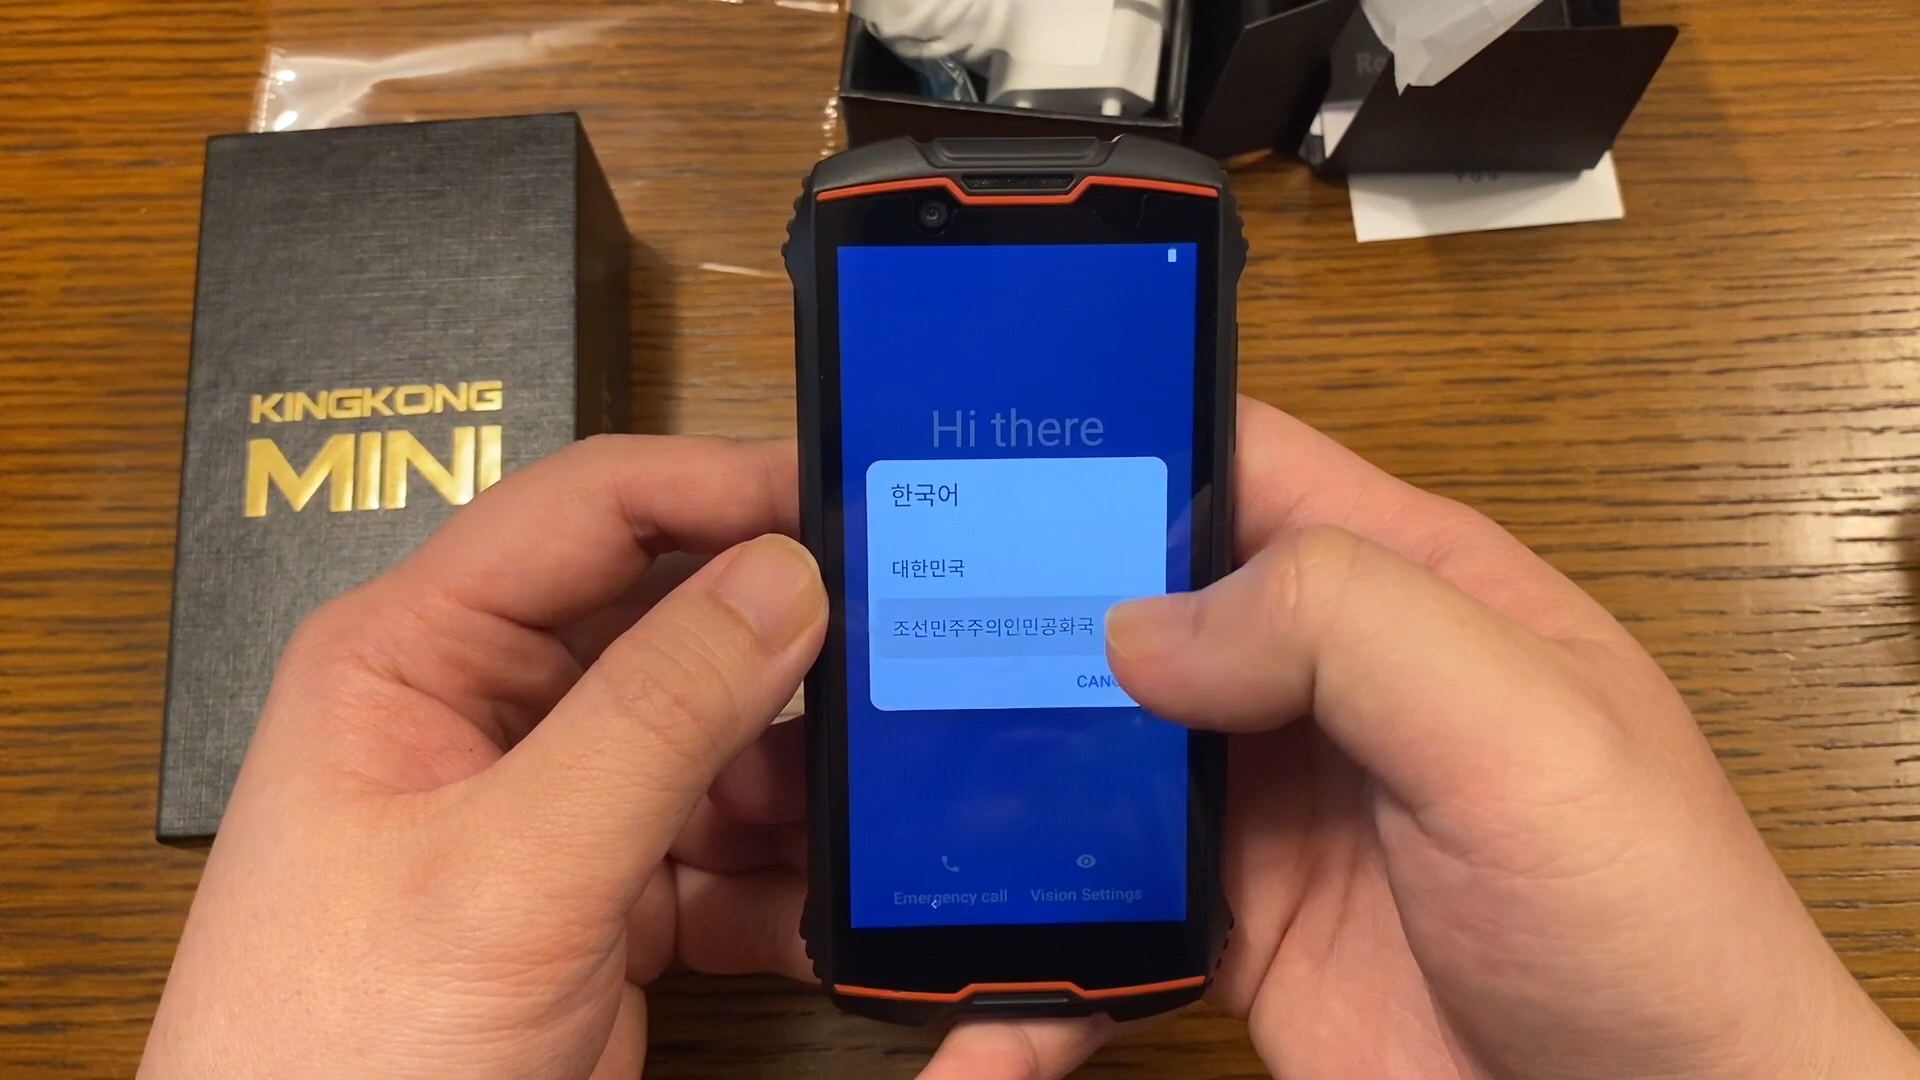 KINGKONG
MINI
Hi there
한국어
대한민국
조선민주주의인민공화국
Emergency call
Vision Settings